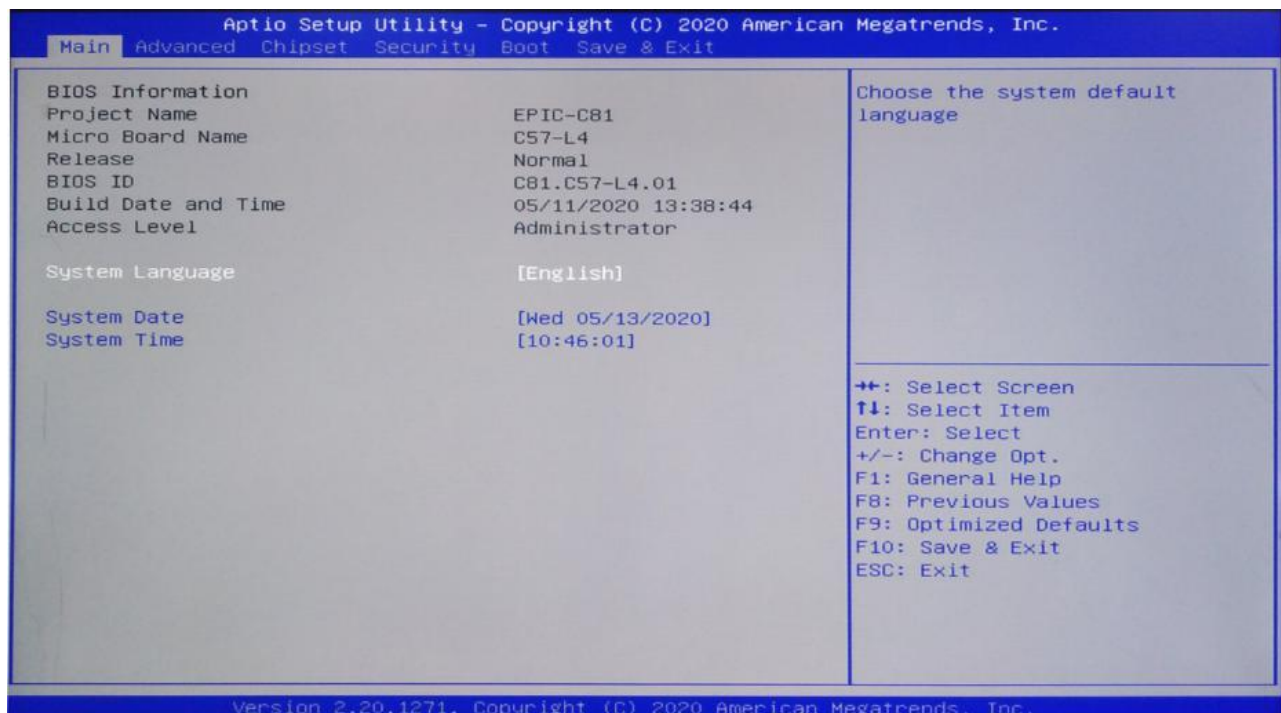 Aptio Setup Utility - Copyright (C) 2020 American Megatrends, Inc.
Main Advanced Chipset Security Boot Save & Exit
BIOS Information
Project Name EPIC-C81
Micro Board Name C57-L4
Release Normal
BIOS ID C81.C57-L4.01
Build Date and Time 05/11/2020 13:38:44
Access Level Administrator
System Language [English]
System Date [Wed 05/13/2020]
System Time [10:46:01]
Choose the system default
language
→←: Select Screen
↑↓: Select Item
Enter: Select
+/-: Change Opt.
F1: General Help
F8: Previous Values
F9: Optimized Defaults
F10: Save & Exit
ESC: Exit
Version 2.20.1271. Copyright (C) 2020 American Megatrends, Inc.